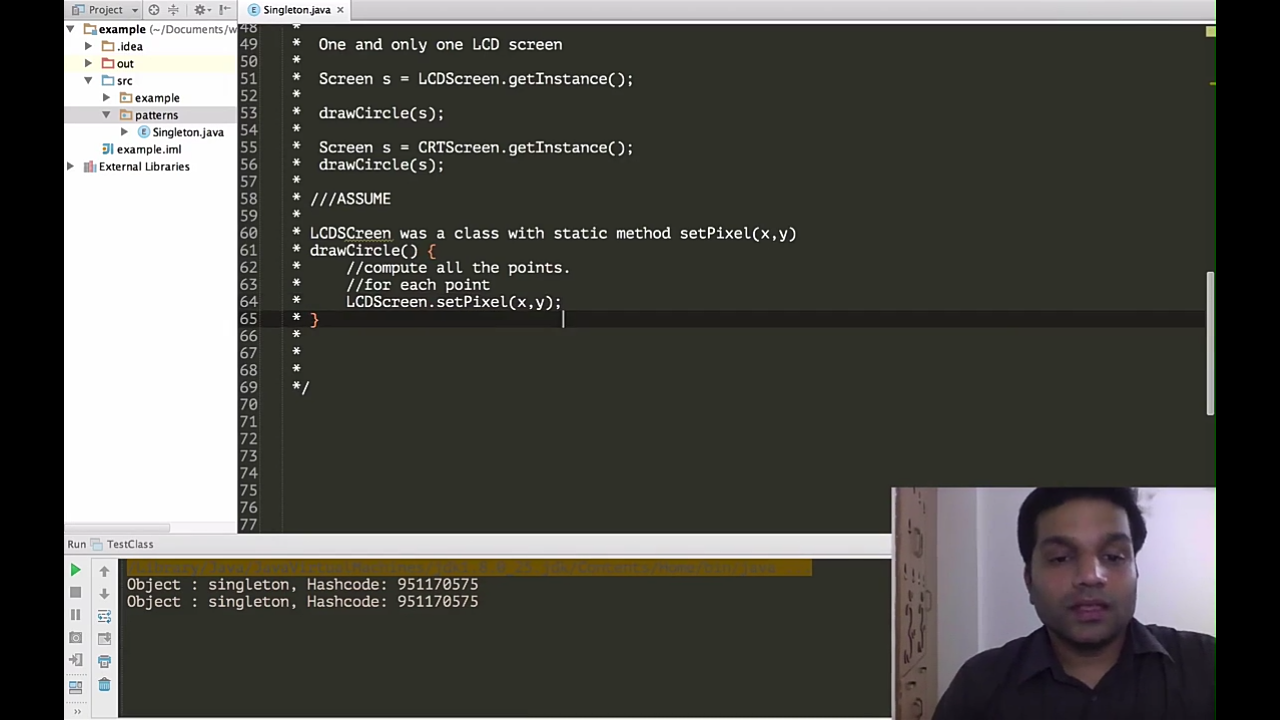 Project
Singleton.java
example (~/Documents/w
.idea
out
src
example
patterns
Singleton.java
example.iml
External Libraries
48 *
49 * One and only one LCD screen
50 *
51 * Screen s = LCDScreen.getInstance();
52 *
53 * drawCircle(s);
54 *
55 * Screen s = CRTScreen.getInstance();
56 * drawCircle(s);
57 *
58 * ///ASSUME
59 *
60 * LCDSCreen was a class with static method setPixel(x,y)
61 * drawCircle() {
62 * //compute all the points.
63 * //for each point
64 * LCDScreen.setPixel(x,y);
65 * }
66 *
67 *
68 *
69 */
70
71
72
73
74
75
76
77
Run TestClass
Object : singleton, Hashcode: 951170575
Object : singleton, Hashcode: 951170575